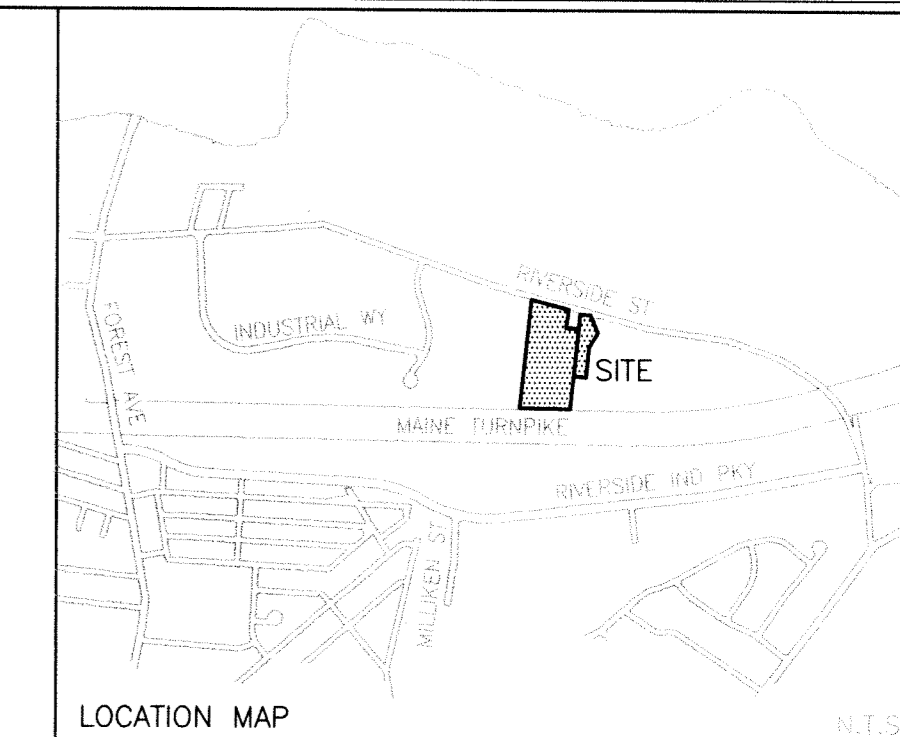 RIVERSIDE ST
INDUSTRIAL WY
FOREST AVE
SITE
MAINE TURNPIKE
RIVERSIDE IND PKY
MILLIKEN ST
LOCATION MAP
N.T.S